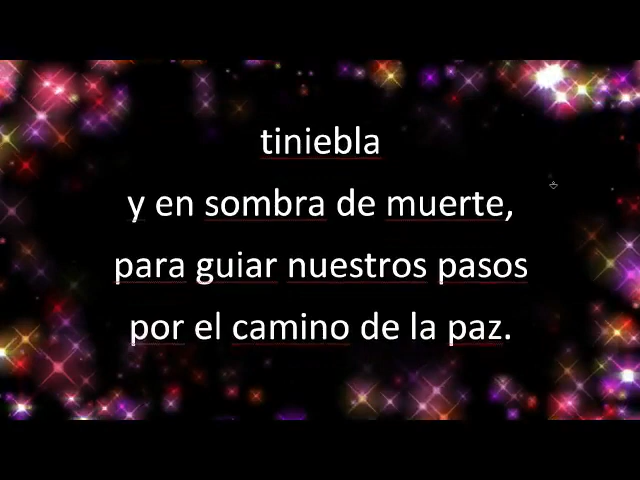 tiniebla
y en sombra de muerte,
para guiar nuestros pasos
por el camino de la paz.